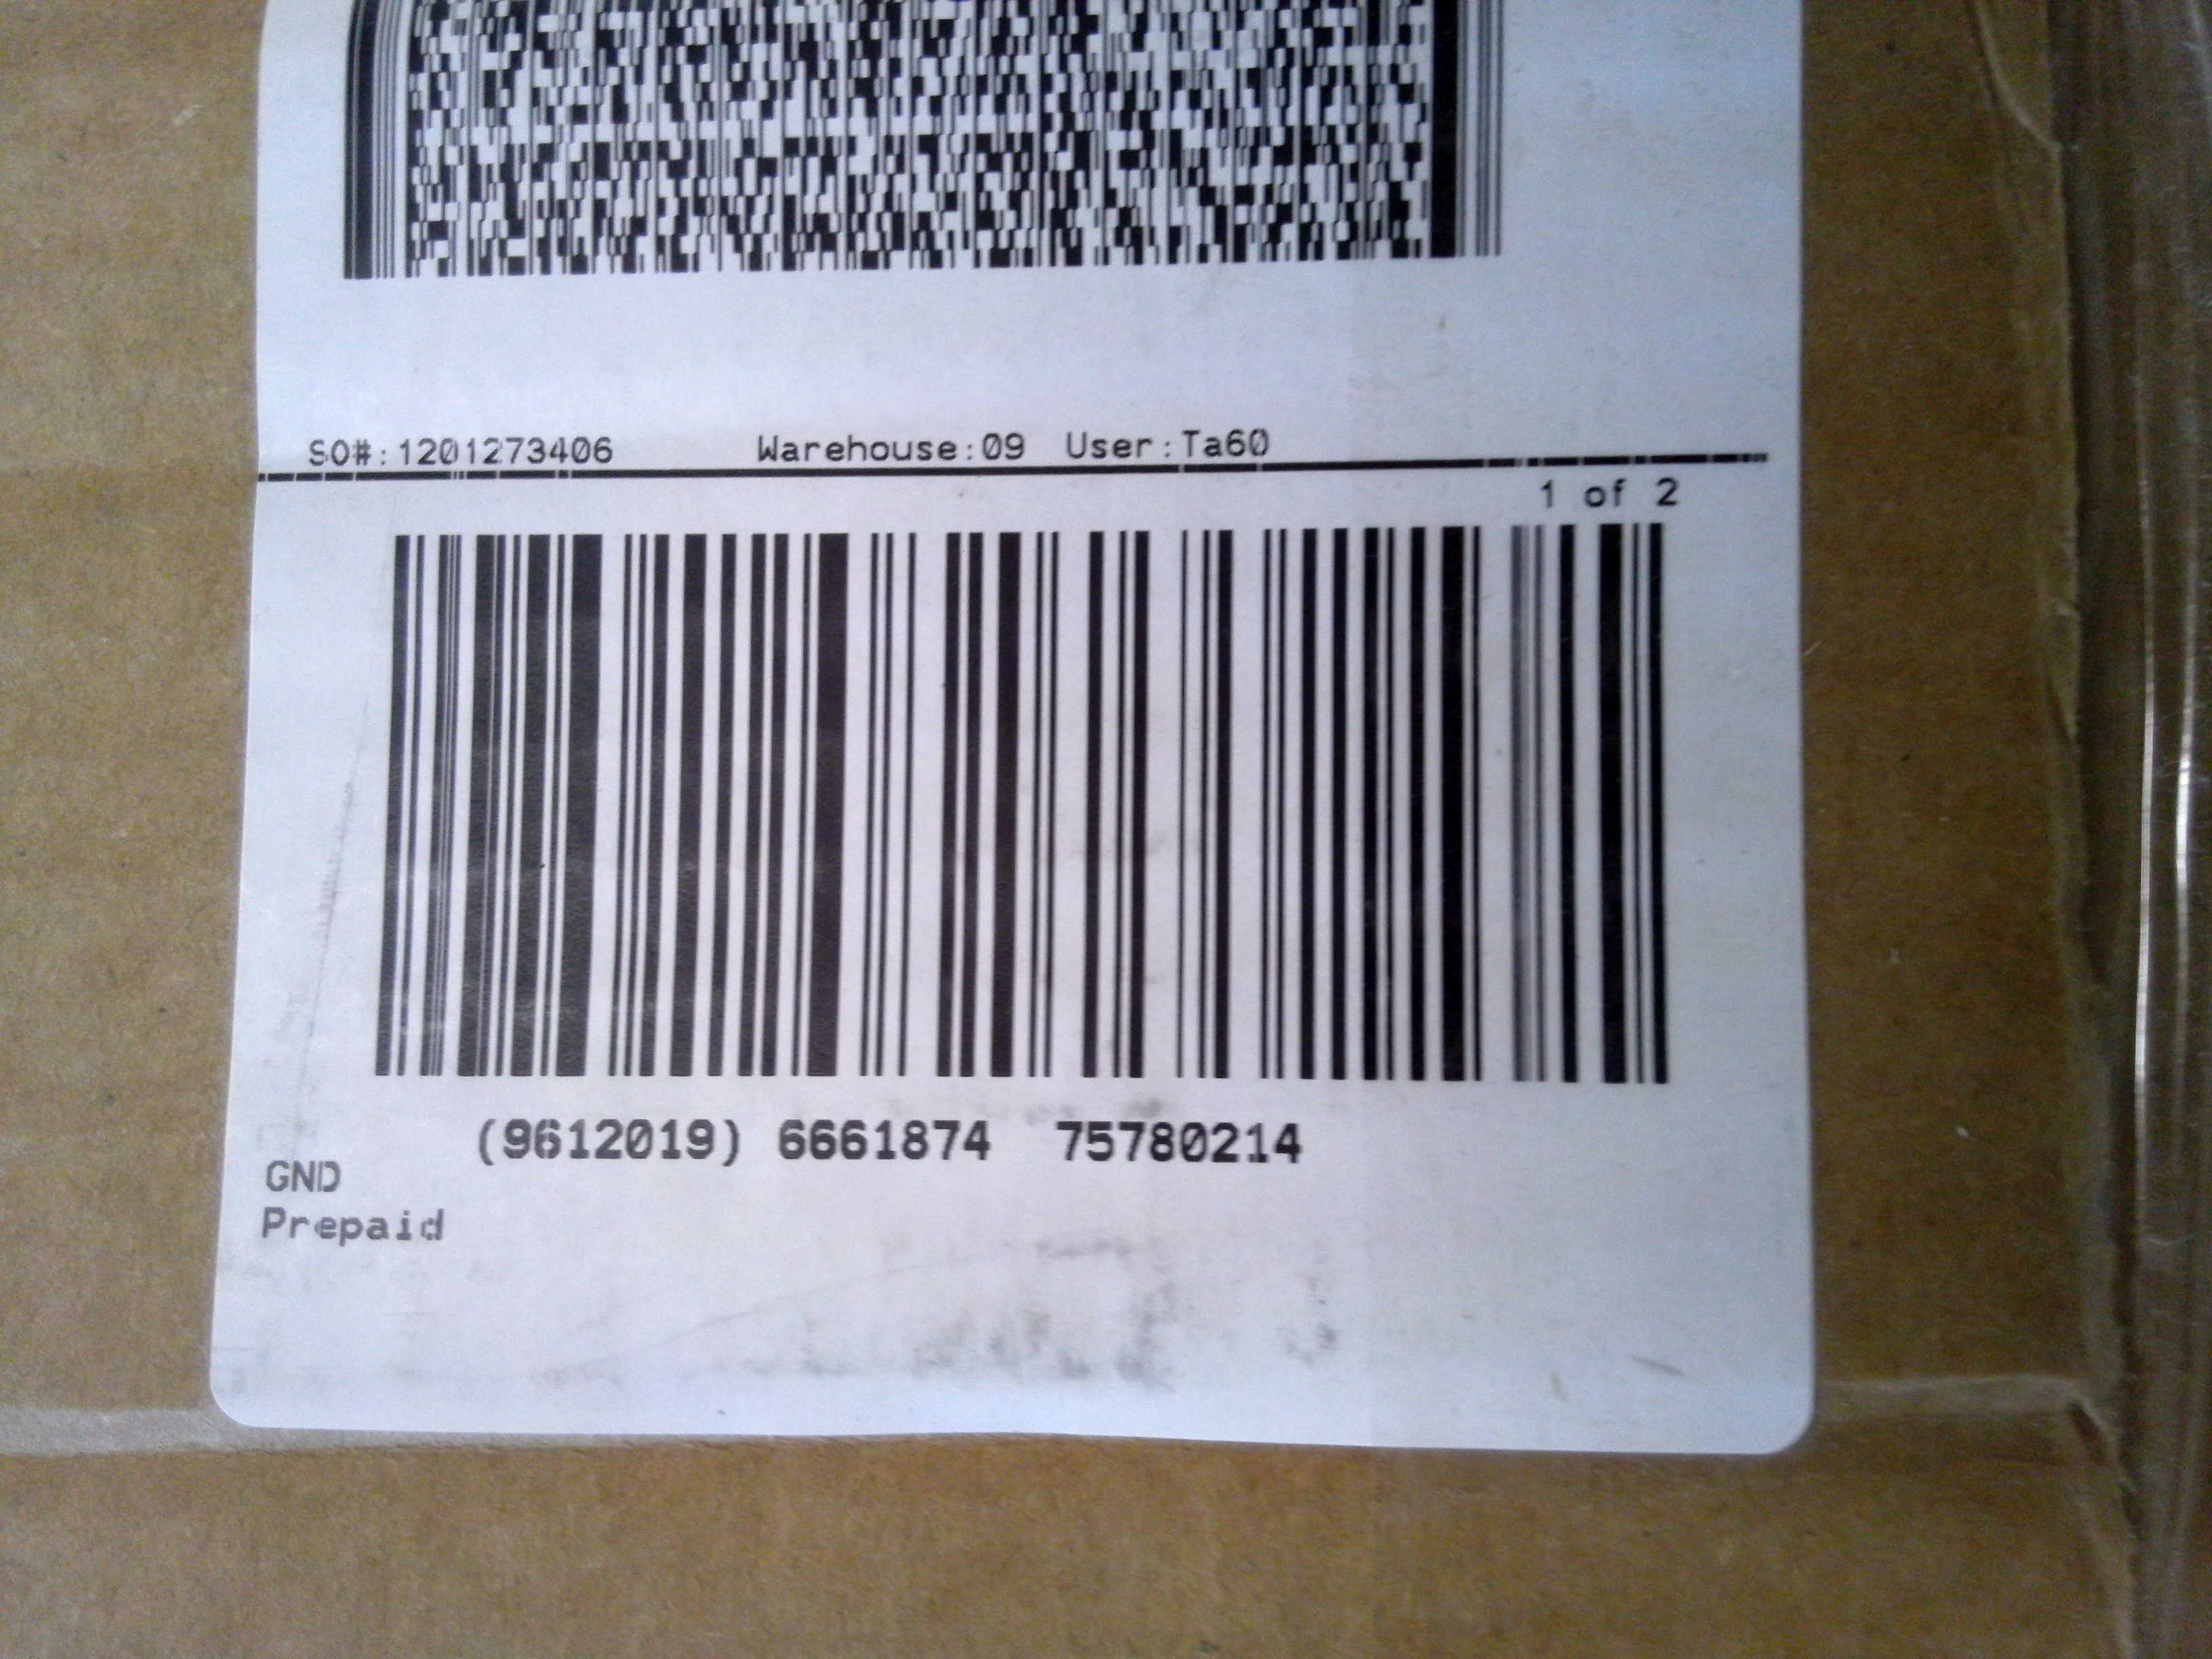 SO#:1201273406 Warehouse:09 User:Ta60
1 of 2
(9612019) 6661874 75780214
GND
Prepaid